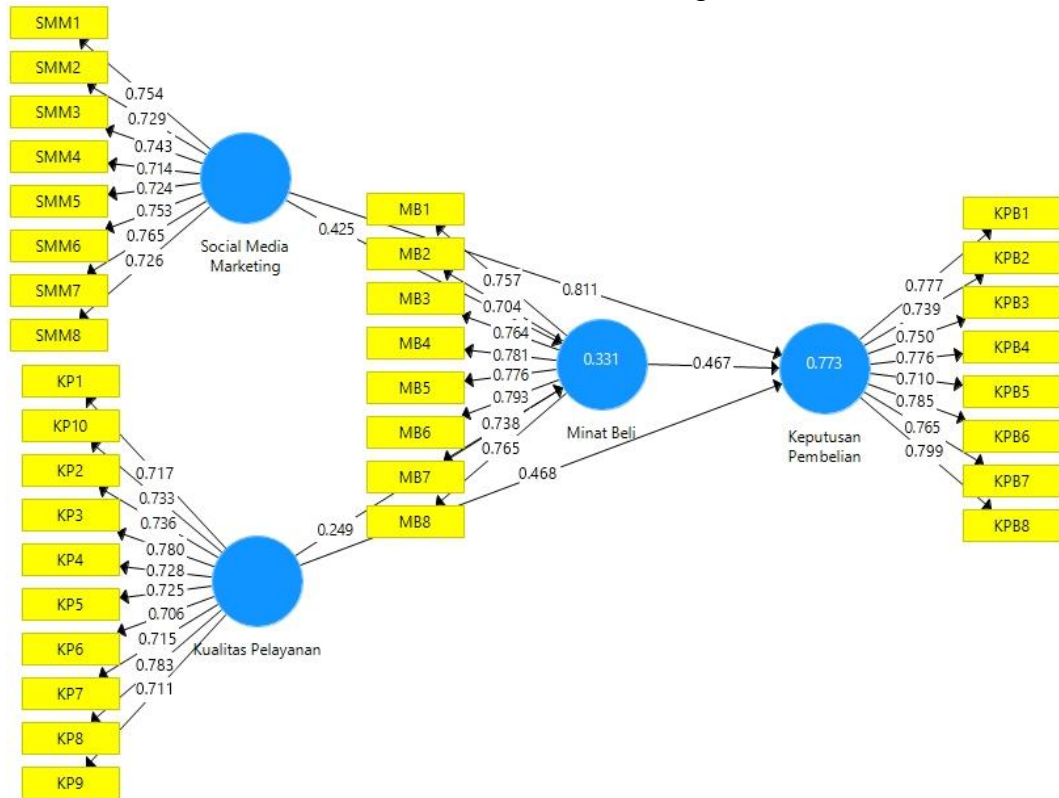 SMM1
SMM2
SMM3
SMM4
SMM5
SMM6
SMM7
SMM8
0.754
0.729
0.743
0.714
0.724
0.753
0.765
0.726
Social Media
Marketing
KP1
KP10
KP2
KP3
KP4
KP5
KP6
KP7
KP8
KP9
0.717
0.733
0.736
0.780
0.728
0.725
0.706
0.715
0.783
0.711
Kualitas Pelayanan
0.425
0.811
0.249
0.468
MB1
MB2
MB3
MB4
MB5
MB6
MB7
MB8
0.757
0.704
0.764
0.781
0.776
0.793
0.738
0.765
0.331
Minat Beli
0.467
0.773
Keputusan
Pembelian
0.777
0.739
0.750
0.776
0.710
0.785
0.765
0.799
KPB1
KPB2
KPB3
KPB4
KPB5
KPB6
KPB7
KPB8